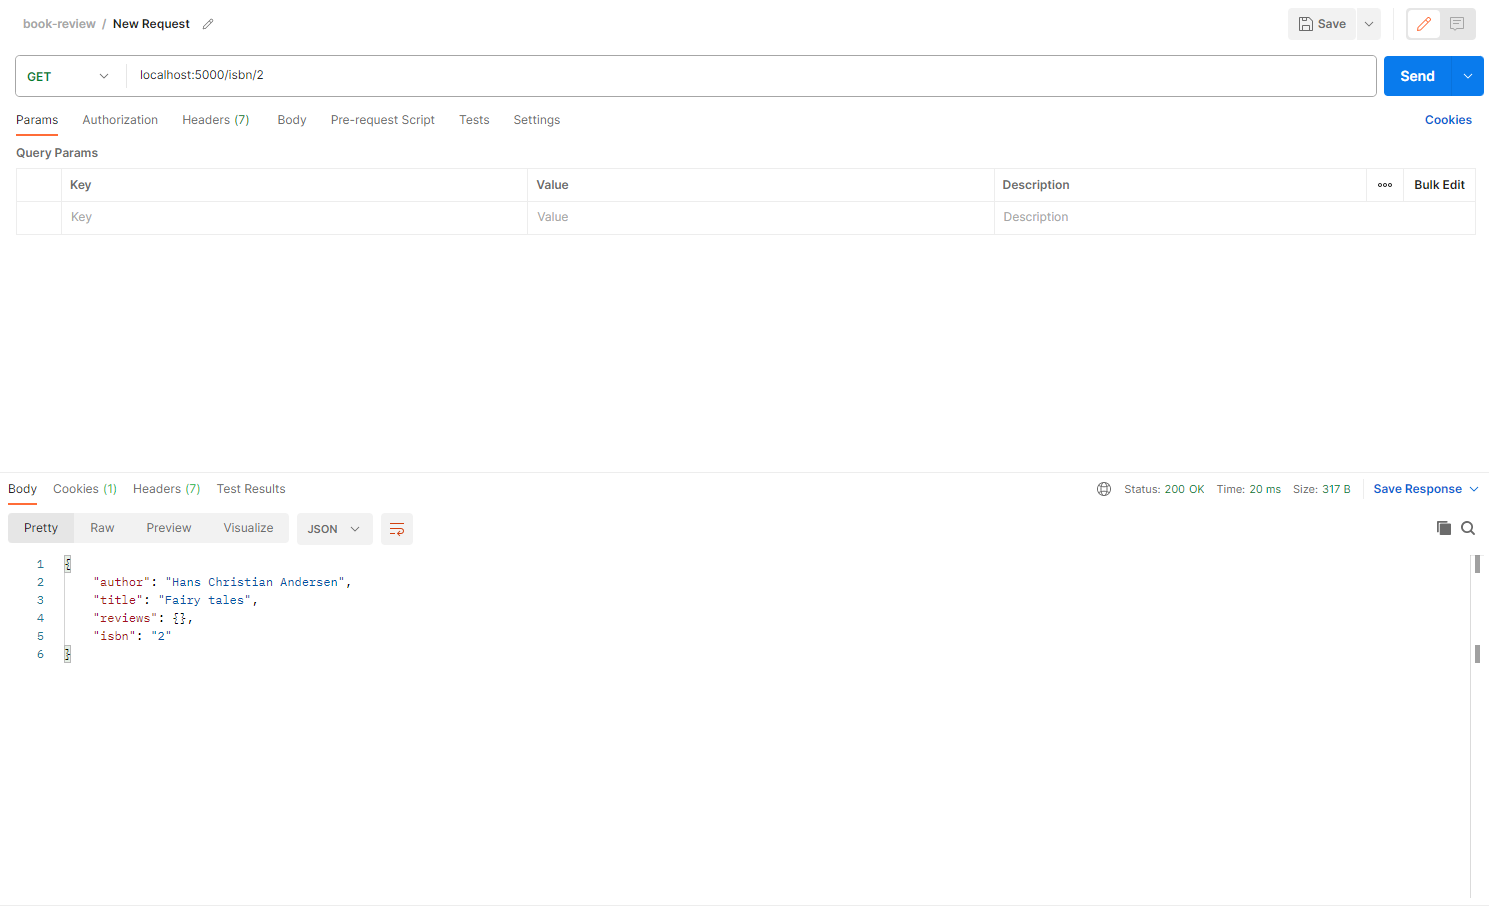 book-review / New Request
Save
GET localhost:5000/isbn/2 Send
Params Authorization Headers (7) Body Pre-request Script Tests Settings Cookies
Query Params
Key Value Description ooo Bulk Edit
Key Value Description
Body Cookies (1) Headers (7) Test Results Status: 200 OK Time: 20 ms Size: 317 B Save Response
Pretty Raw Preview Visualize JSON
1 {
2 "author": "Hans Christian Andersen",
3 "title": "Fairy tales",
4 "reviews": {},
5 "isbn": "2"
6 }